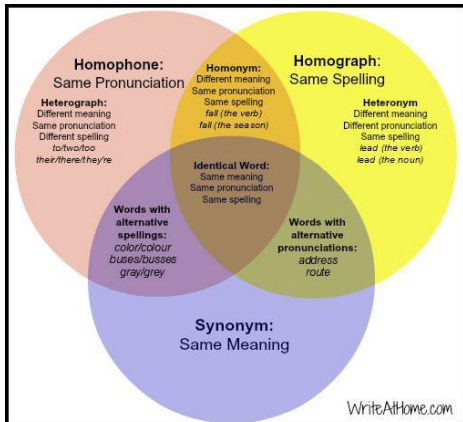 Homophone:
Same Pronunciation
Heterograph:
Different meaning
Same pronunciation
Different spelling
to/two/too
their/there/they're
Homonym:
Different meaning
Same pronunciation
Same spelling
fall (the verb)
fall (the season)
Homograph:
Same Spelling
Heteronym
Different meaning
Different pronunciation
Same spelling
lead (the verb)
lead (the noun)
Identical Word:
Same meaning
Same pronunciation
Same spelling
Words with
alternative
spellings:
color/colour
buses/busses
gray/grey
Words with
alternative
pronunciations:
address
route
Synonym:
Same Meaning
WriteAtHome.com